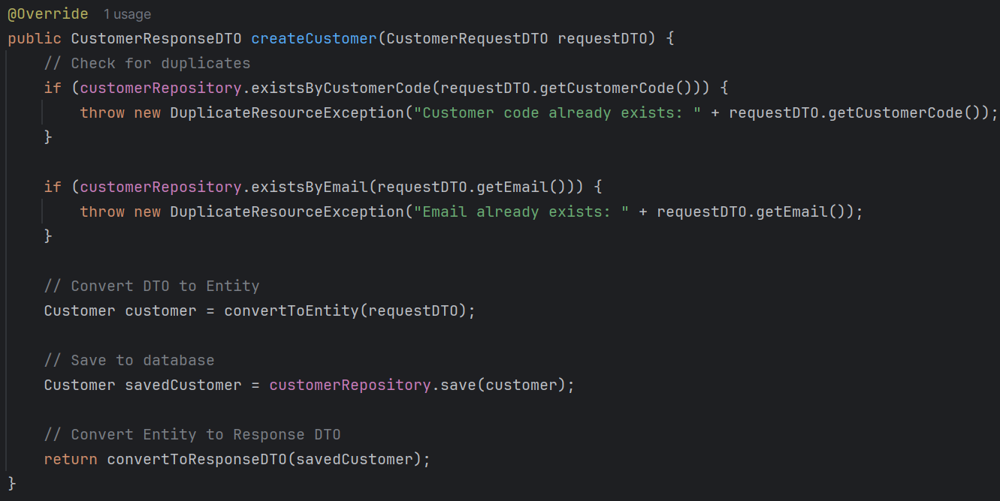 @Override 1 usage
public CustomerResponseDTO createCustomer(CustomerRequestDTO requestDTO) {
// Check for duplicates
if (customerRepository.existsByCustomerCode(requestDTO.getCustomerCode())) {
throw new DuplicateResourceException("Customer code already exists: " + requestDTO.getCustomerCode());
}
if (customerRepository.existsByEmail(requestDTO.getEmail())) {
throw new DuplicateResourceException("Email already exists: " + requestDTO.getEmail());
}
// Convert DTO to Entity
Customer customer = convertToEntity(requestDTO);
// Save to database
Customer savedCustomer = customerRepository.save(customer);
// Convert Entity to Response DTO
return convertToResponseDTO(savedCustomer);
}